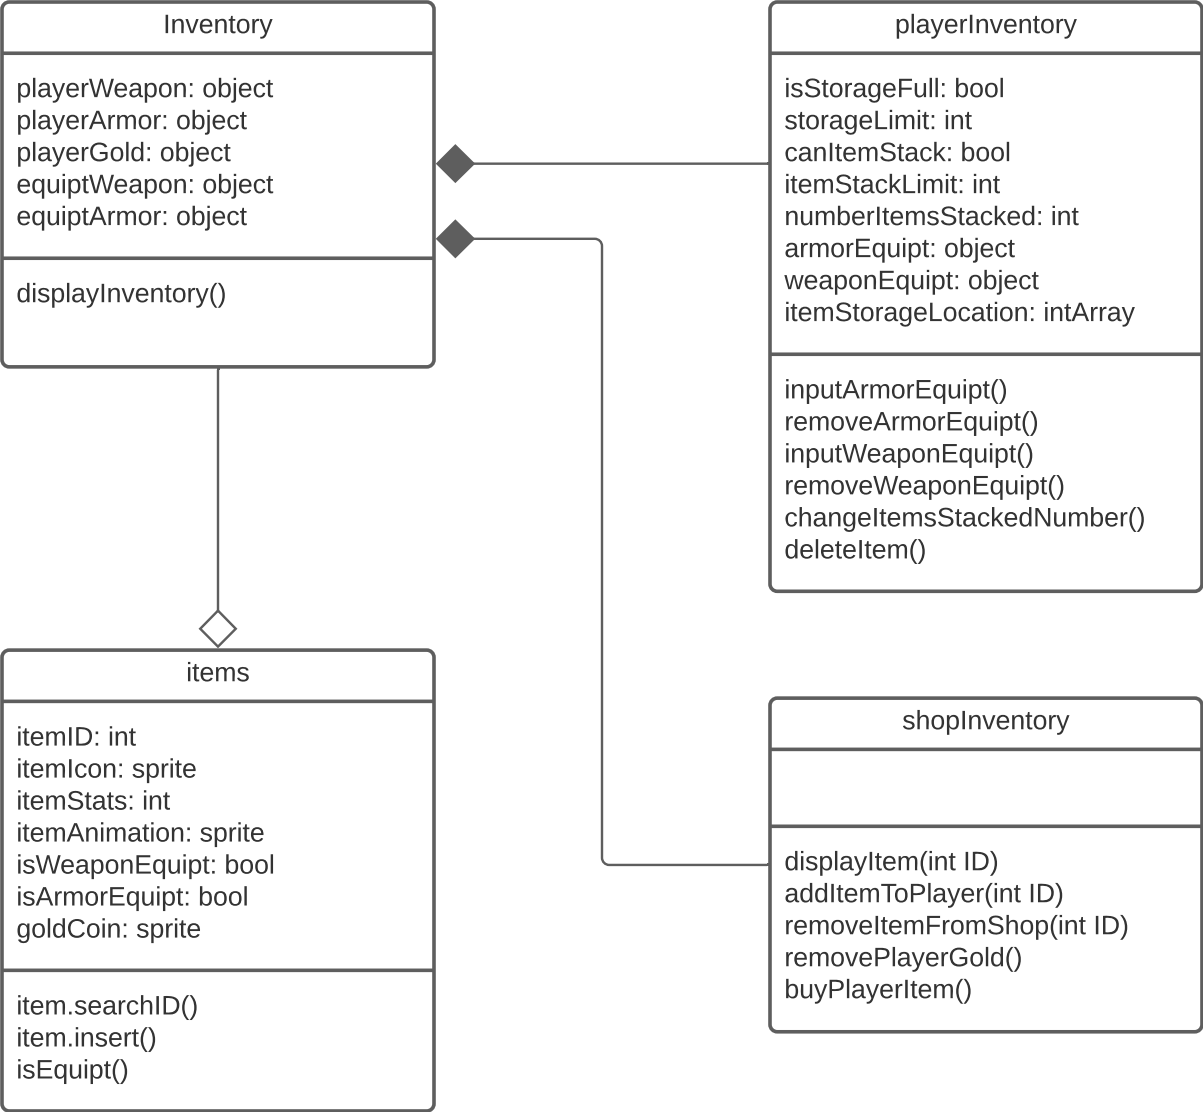 Inventory
playerWeapon: object
playerArmor: object
playerGold: object
equiptWeapon: object
equiptArmor: object
displayInventory()
playerInventory
isStorageFull: bool
storageLimit: int
canItemStack: bool
itemStackLimit: int
numberItemsStacked: int
armorEquipt: object
weaponEquipt: object
itemStorageLocation: intArray
inputArmorEquipt()
removeArmorEquipt()
inputWeaponEquipt()
removeWeaponEquipt()
changeItemsStackedNumber()
deleteItem()
items
itemID: int
itemIcon: sprite
itemStats: int
itemAnimation: sprite
isWeaponEquipt: bool
isArmorEquipt: bool
goldCoin: sprite
item.searchID()
item.insert()
isEquipt()
shopInventory
displayItem(int ID)
addItemToPlayer(int ID)
removeItemFromShop(int ID)
removePlayerGold()
buyPlayerItem()